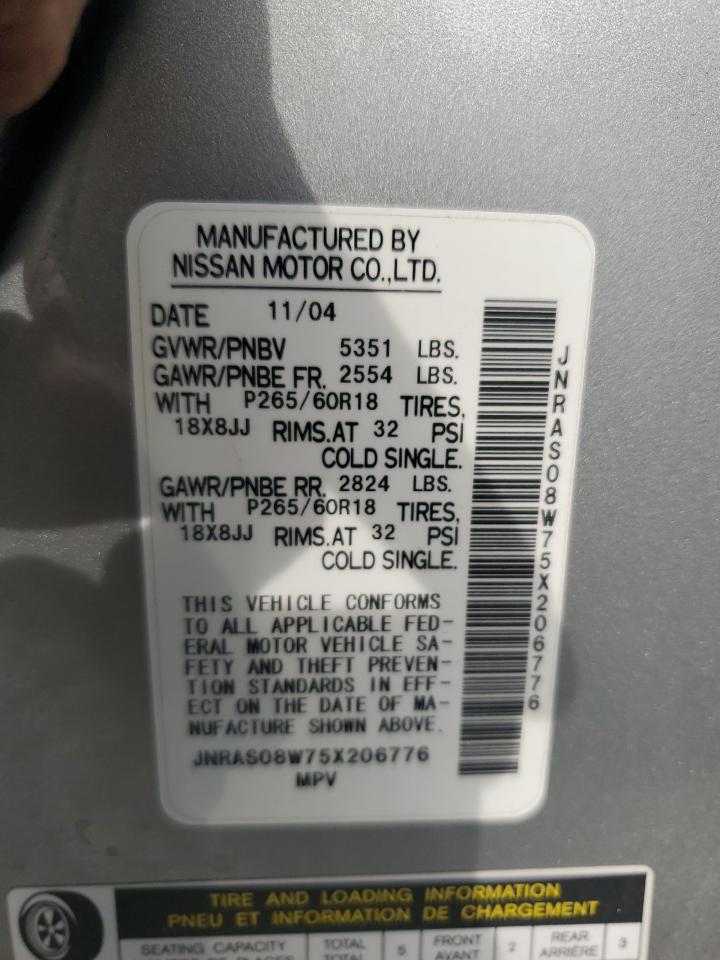 MANUFACTURED BY
NISSAN MOTOR CO.,LTD.
DATE 11/04
GVWR/PNBV 5351 LBS.
GAWR/PNBE FR. 2554 LBS.
WITH P265/60R18 TIRES,
18X8JJ RIMS.AT 32 PSI
COLD SINGLE.
GAWR/PNBE RR. 2824 LBS.
WITH P265/60R18 TIRES,
18X8JJ RIMS.AT 32 PSI
COLD SINGLE.
THIS VEHICLE CONFORMS
TO ALL APPLICABLE FED-
ERAL MOTOR VEHICLE SA-
FETY AND THEFT PREVEN-
TION STANDARDS IN EFF-
ECT ON THE DATE OF MA-
NUFACTURE SHOWN ABOVE.
JNRAS08W75X206776
MPV
JNRAS08W75X206776
TIRE AND LOADING INFORMATION
PNEU ET INFORMATION DE CHARGEMENT
SEATING CAPACITY TOTAL 5 FRONT 2 REAR 3
TOTAL AVANT ARRIÈRE